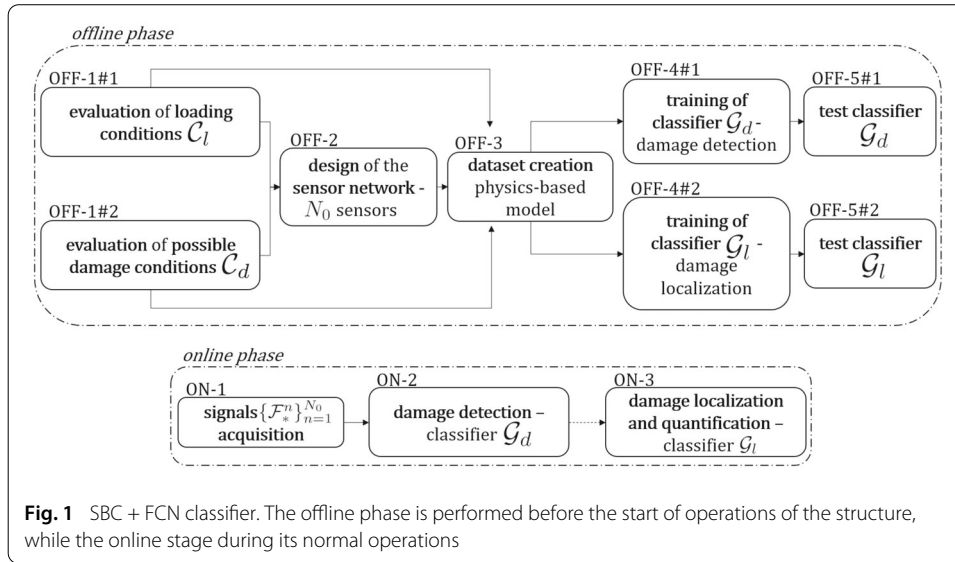 offline phase
OFF-1#1
evaluation of loading
conditions 𝒞_l
OFF-1#2
evaluation of possible
damage conditions 𝒞_d
OFF-2
design of the
sensor network -
N_0 sensors
OFF-3
dataset creation
physics-based
model
OFF-4#1
training of
classifier 𝒢_d -
damage detection
OFF-5#1
test classifier
𝒢_d
OFF-4#2
training of
classifier 𝒢_l -
damage
localization
OFF-5#2
test classifier
𝒢_l
online phase
ON-1
signals {ℱ_*^n}_{n=1}^{N_0}
acquisition
ON-2
damage detection –
classifier 𝒢_d
ON-3
damage localization
and quantification –
classifier 𝒢_l
Fig. 1 SBC + FCN classifier. The offline phase is performed before the start of operations of the structure,
while the online stage during its normal operations